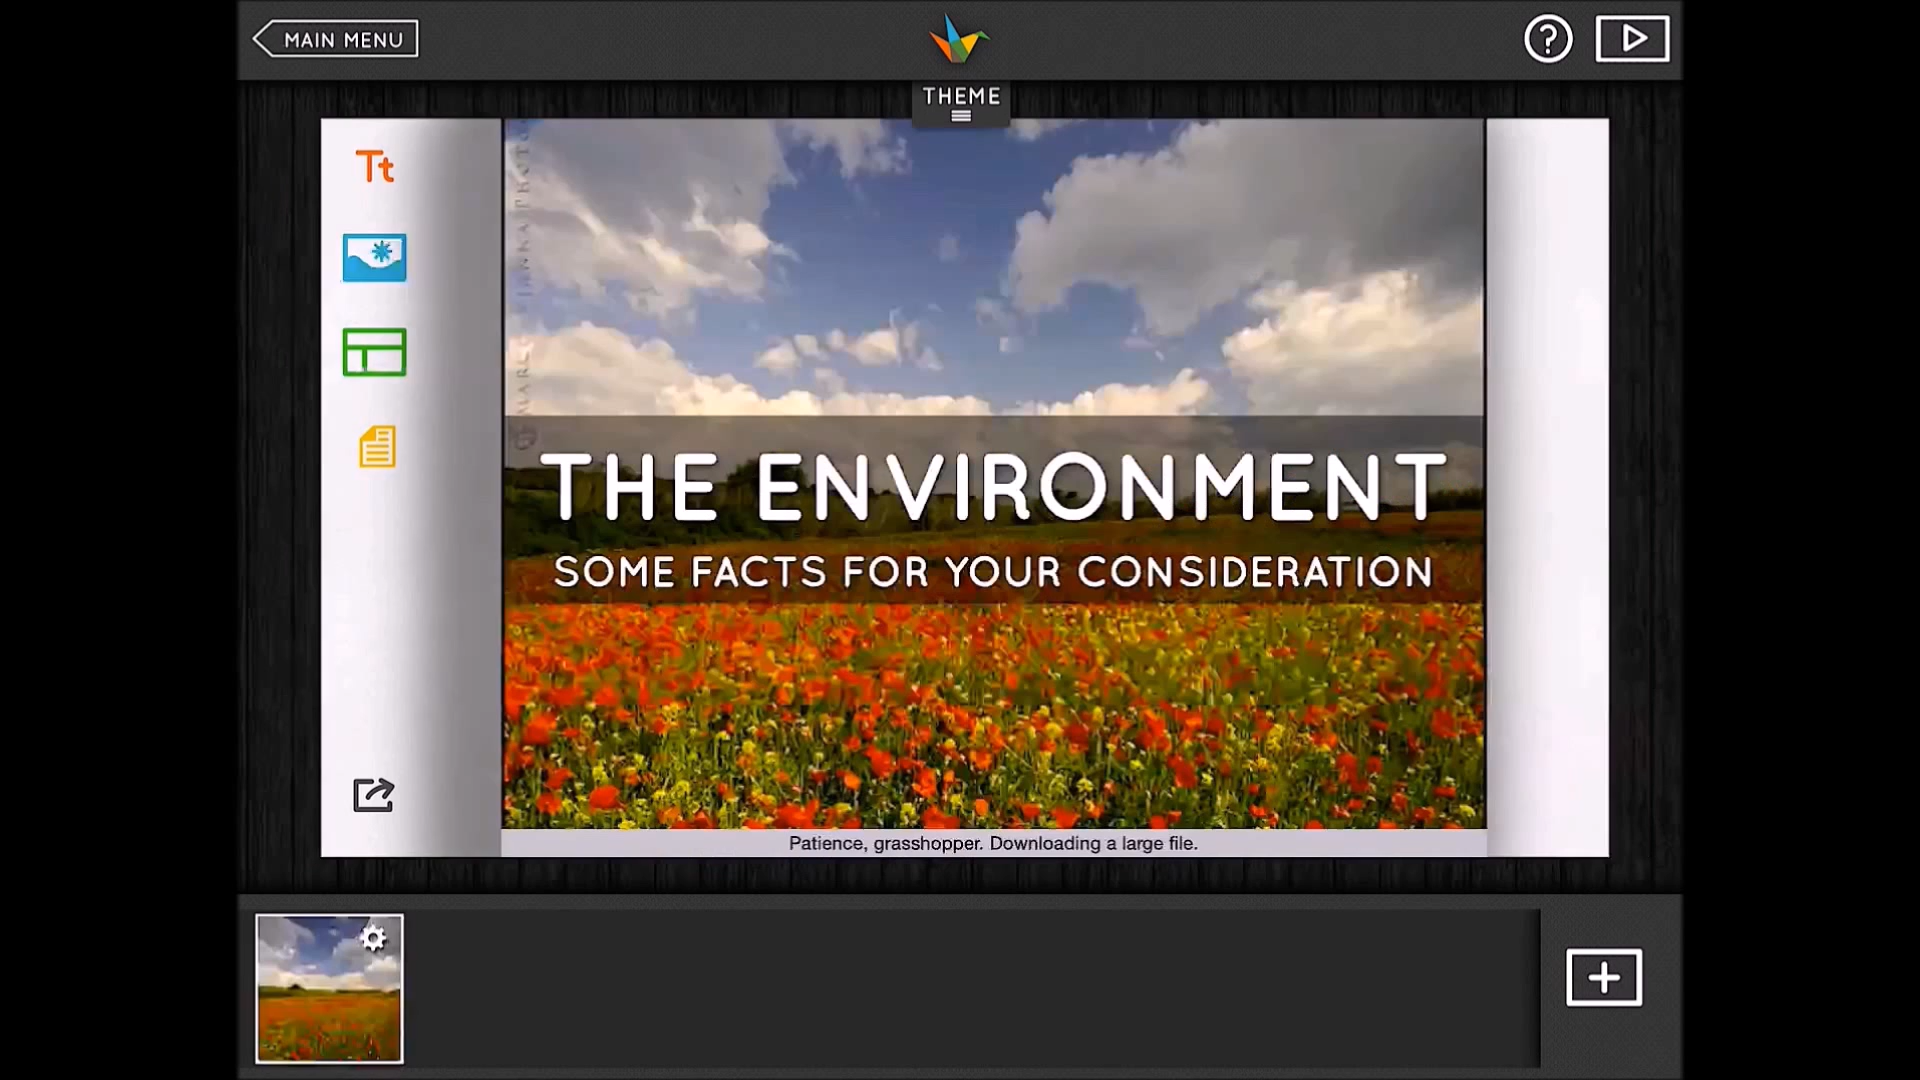 MAIN MENU
?
THEME
Tt
THE ENVIRONMENT
SOME FACTS FOR YOUR CONSIDERATION
Patience, grasshopper. Downloading a large file.